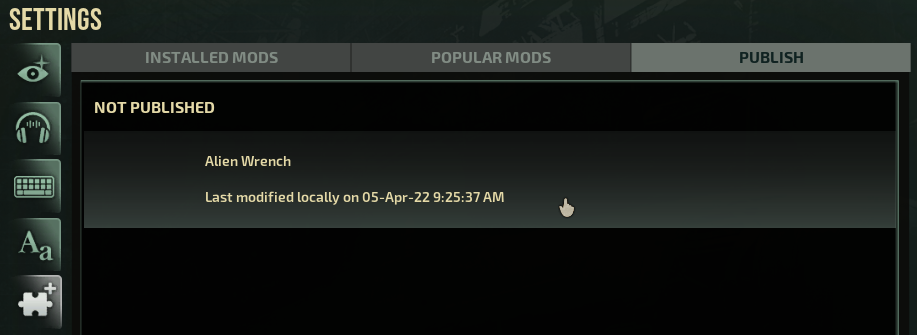 SETTINGS
INSTALLED MODS
POPULAR MODS
PUBLISH
NOT PUBLISHED
Alien Wrench
Last modified locally on 05-Apr-22 9:25:37 AM
Aa